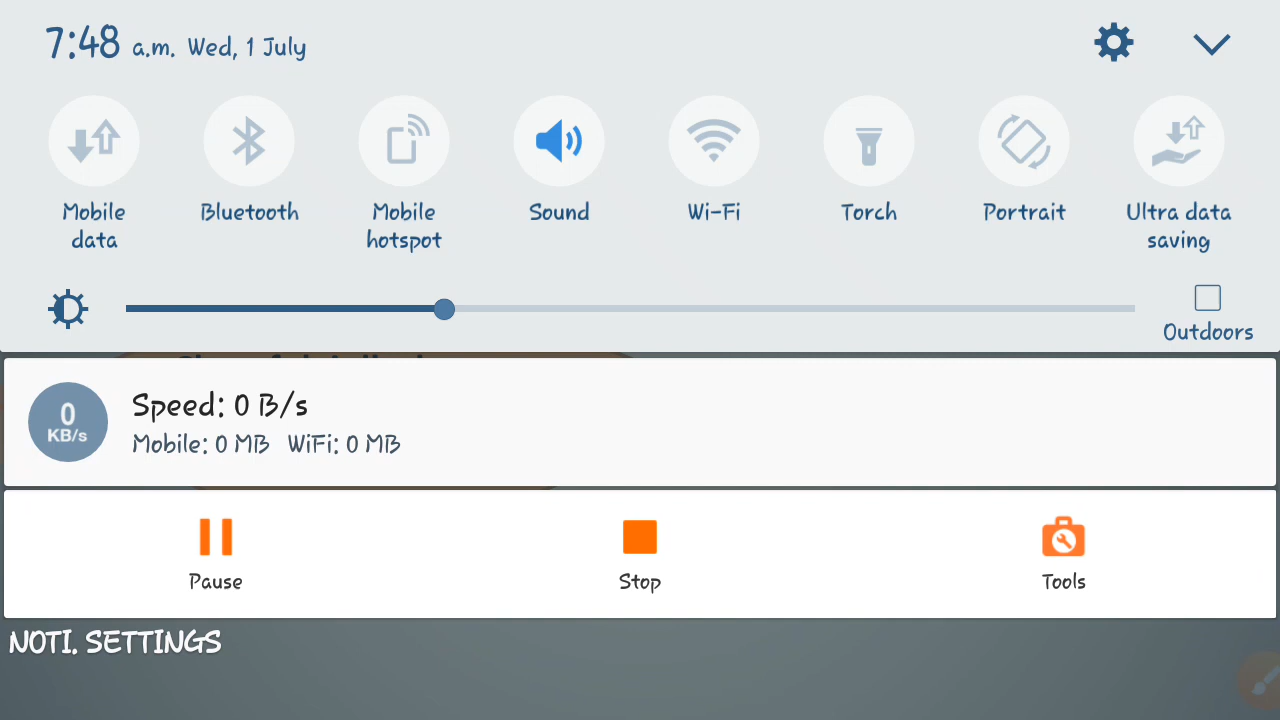 7:48 a.m. Wed, 1 July
Mobile data
Bluetooth
Mobile hotspot
Sound
Wi-Fi
Torch
Portrait
Ultra data saving
Outdoors
0 KB/s
Speed: 0 B/s
Mobile: 0 MB WiFi: 0 MB
Pause
Stop
Tools
NOTI. SETTINGS